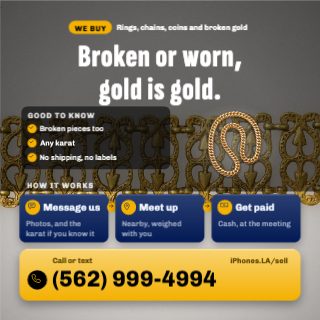 WE BUY Rings, chains, coins and broken gold
Broken or worn,
gold is gold.
GOOD TO KNOW
Broken pieces too
Any karat
No shipping, no labels
HOW IT WORKS
Message us
Photos, and the
karat if you know it
Meet up
Nearby, weighed
with you
Get paid
Cash, at the meeting
Call or text
iPhones.LA/sell
(562) 999-4994